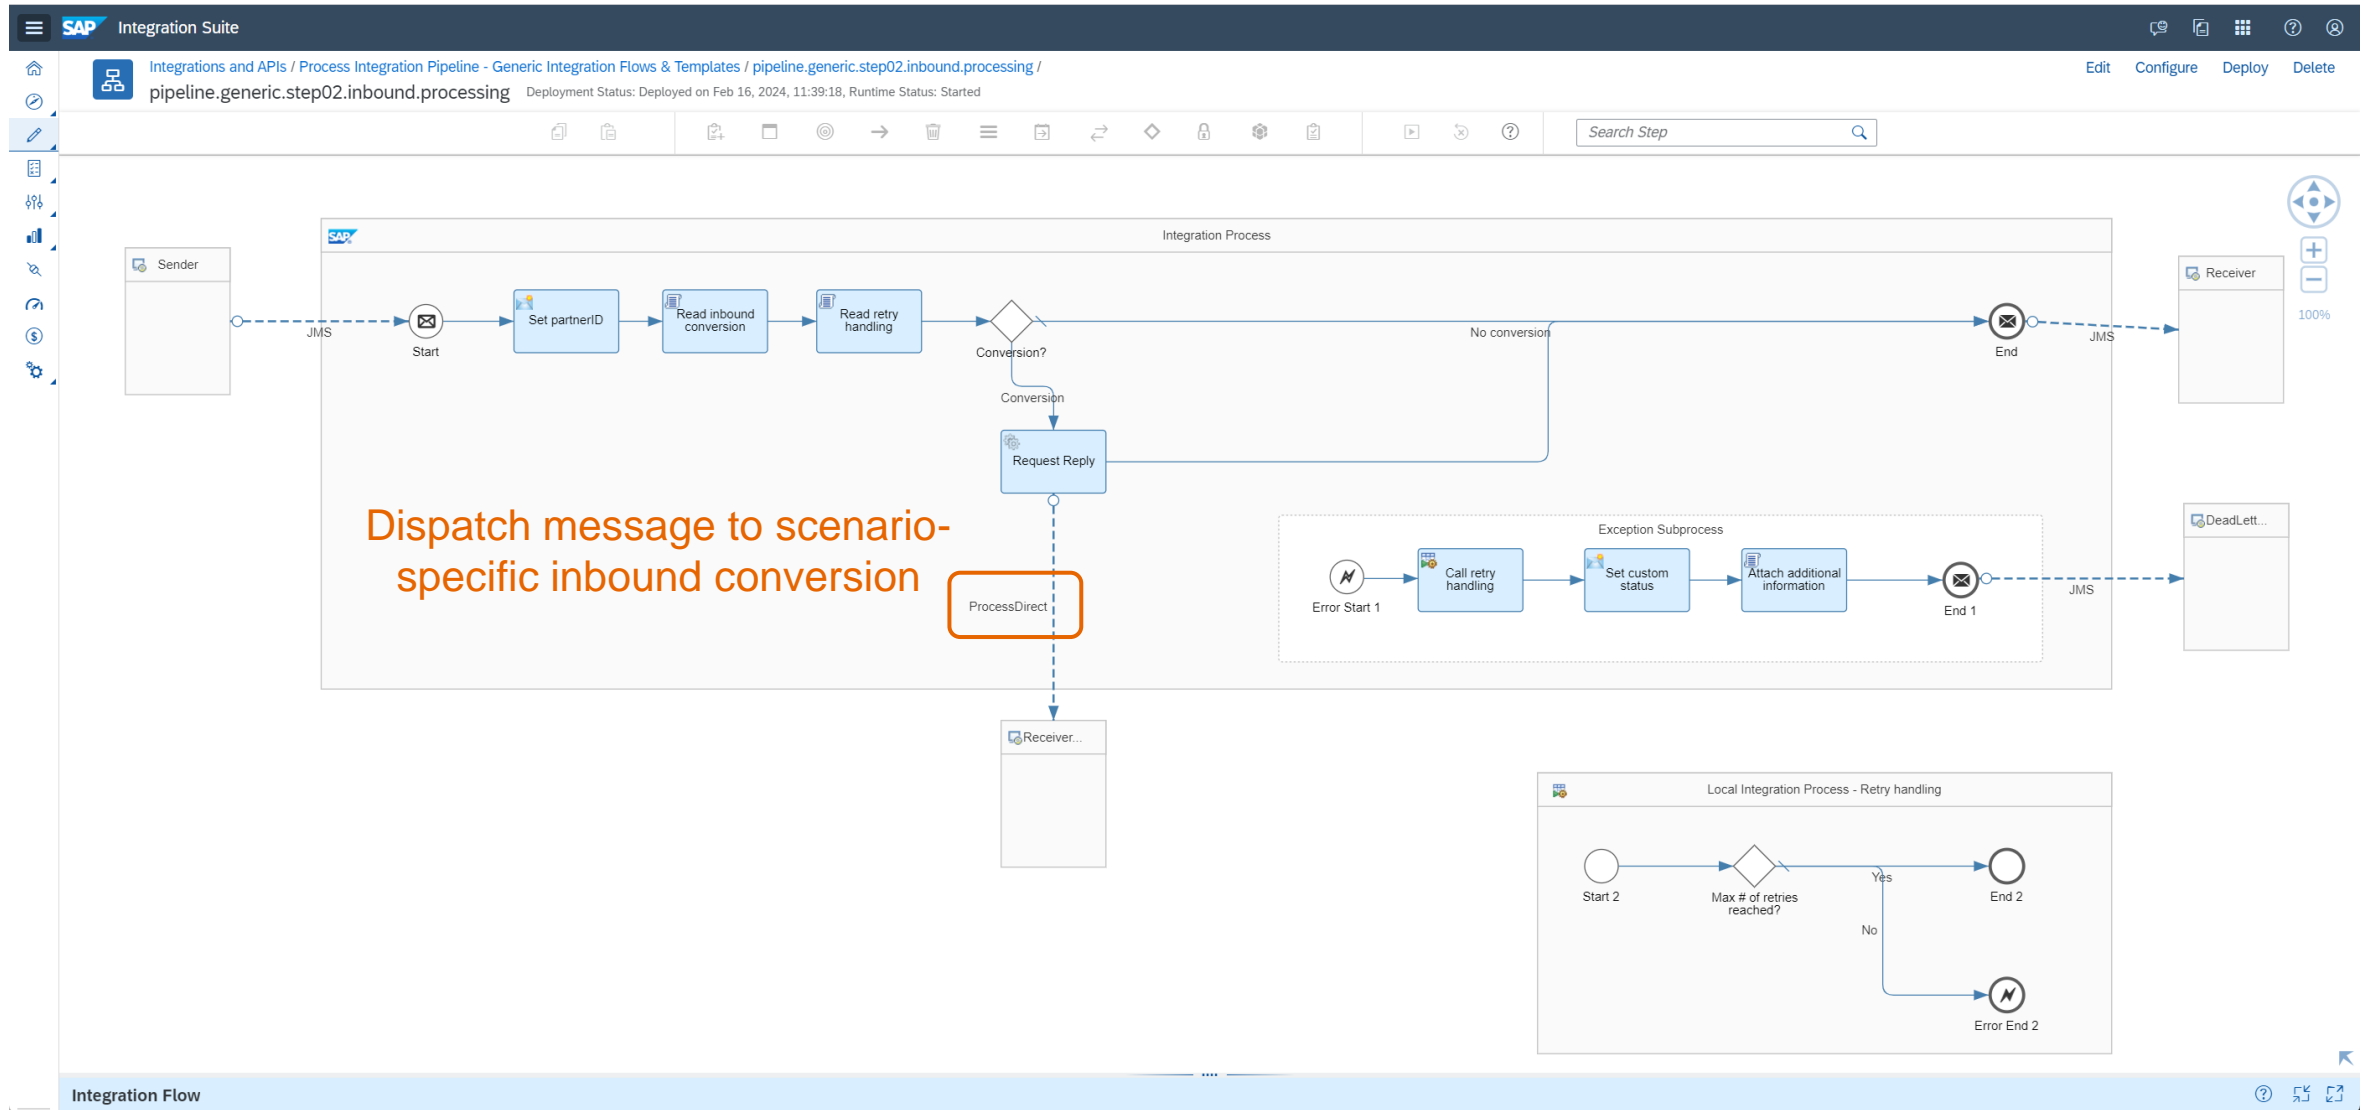 SAP Integration Suite
Integrations and APIs / Process Integration Pipeline - Generic Integration Flows & Templates / pipeline.generic.step02.inbound.processing /
Edit Configure Deploy Delete
pipeline.generic.step02.inbound.processing Deployment Status: Deployed on Feb 16, 2024, 11:39:18, Runtime Status: Started
Search Step
SAP Integration Process
Sender
Receiver
100%
JMS
Start
Set partnerID
Read inbound
conversion
Read retry
handling
Conversion?
No conversion
End
JMS
Conversion
Request Reply
Dispatch message to scenario-
specific inbound conversion
ProcessDirect
Exception Subprocess
Error Start 1
Call retry
handling
Set custom
status
Attach additional
information
End 1
JMS
DeadLett...
Receiver...
Local Integration Process - Retry handling
Start 2
Max # of retries
reached?
Yes
End 2
No
Error End 2
Integration Flow